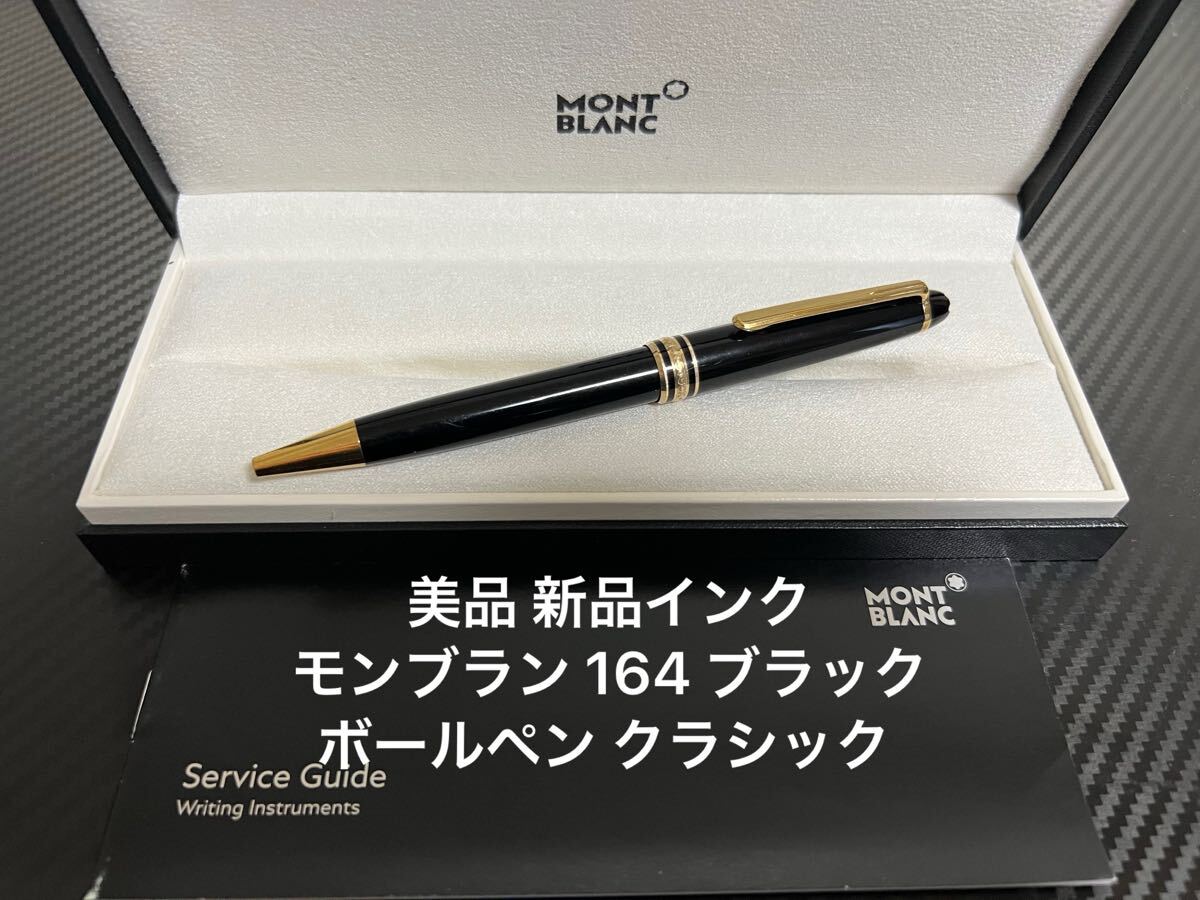 MONT
BLANC
美品 新品インク
モンブラン 164 ブラック
ボールペン クラシック
MONT
BLANC
Service Guide
Writing Instruments